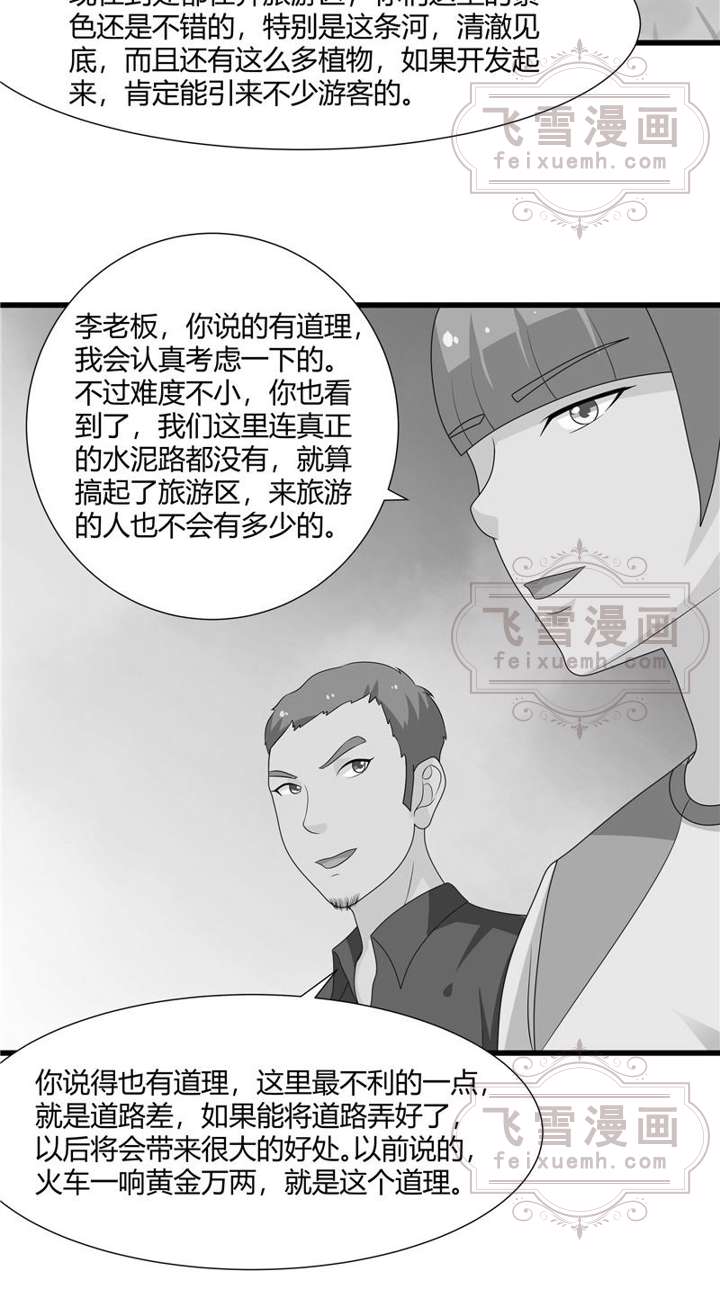 色还是不错的，特别是这条河，清澈见
底，而且还有这么多植物，如果开发起
来，肯定能引来不少游客的。
飞雪漫画
feixuemh.com
李老板，你说的有道理，
我会认真考虑一下的。
不过难度不小，你也看
到了，我们这里连真正
的水泥路都没有，就算
搞起了旅游区，来旅游
的人也不会有多少的。
飞雪漫画
feixuemh.com
你说得也有道理，这里最不利的一点，
就是道路差，如果能将道路弄好了，
以后将会带来很大的好处。以前说的，
火车一响黄金万两，就是这个道理。
飞雪漫画
feixuemh.com